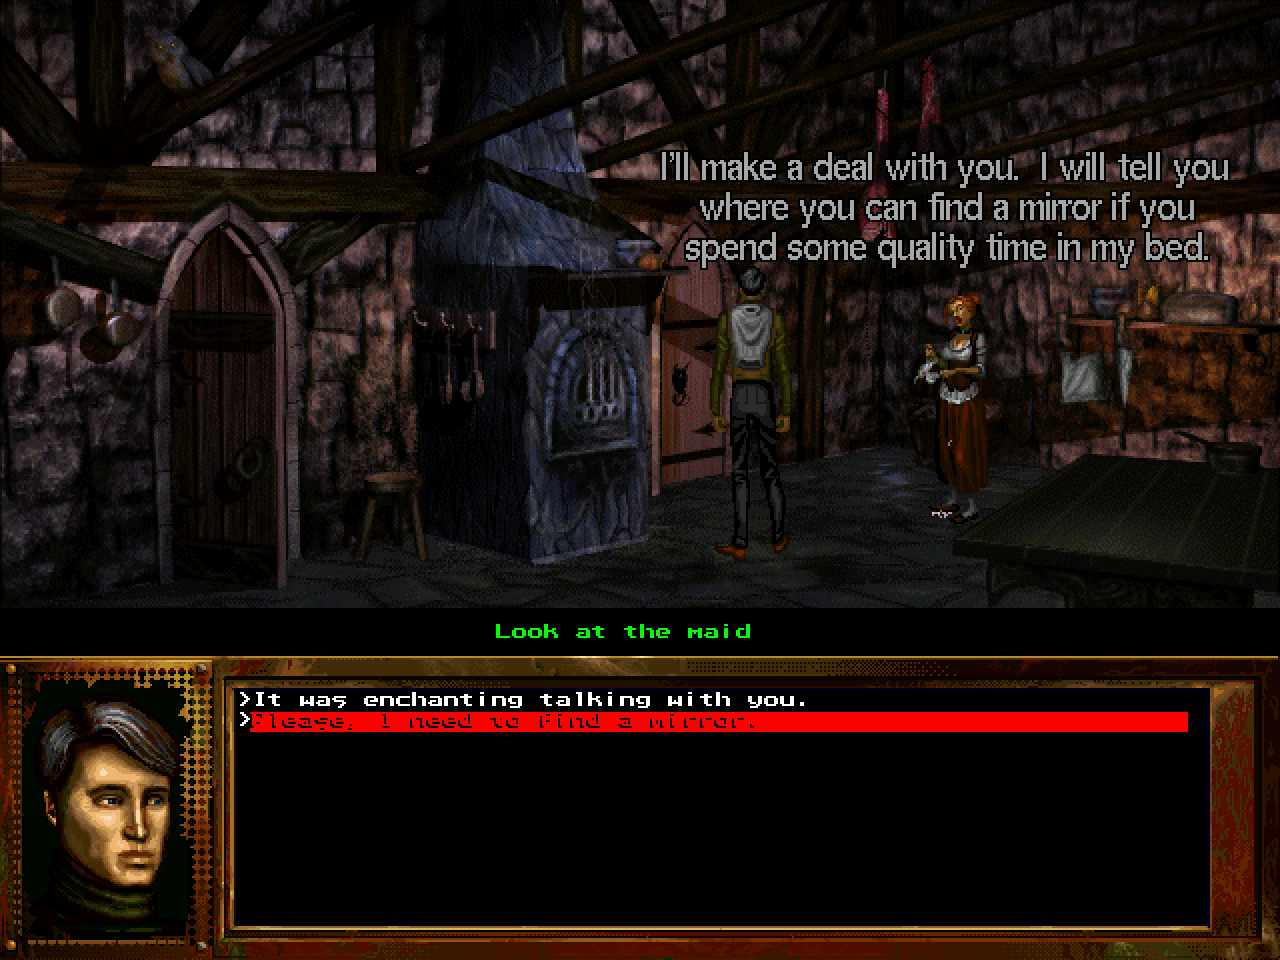 I'll make a deal with you. I will tell you
where you can find a mirror if you
spend some quality time in my bed.
Look at the maid
>It was enchanting talking with you.
>Please, I need to find a mirror.